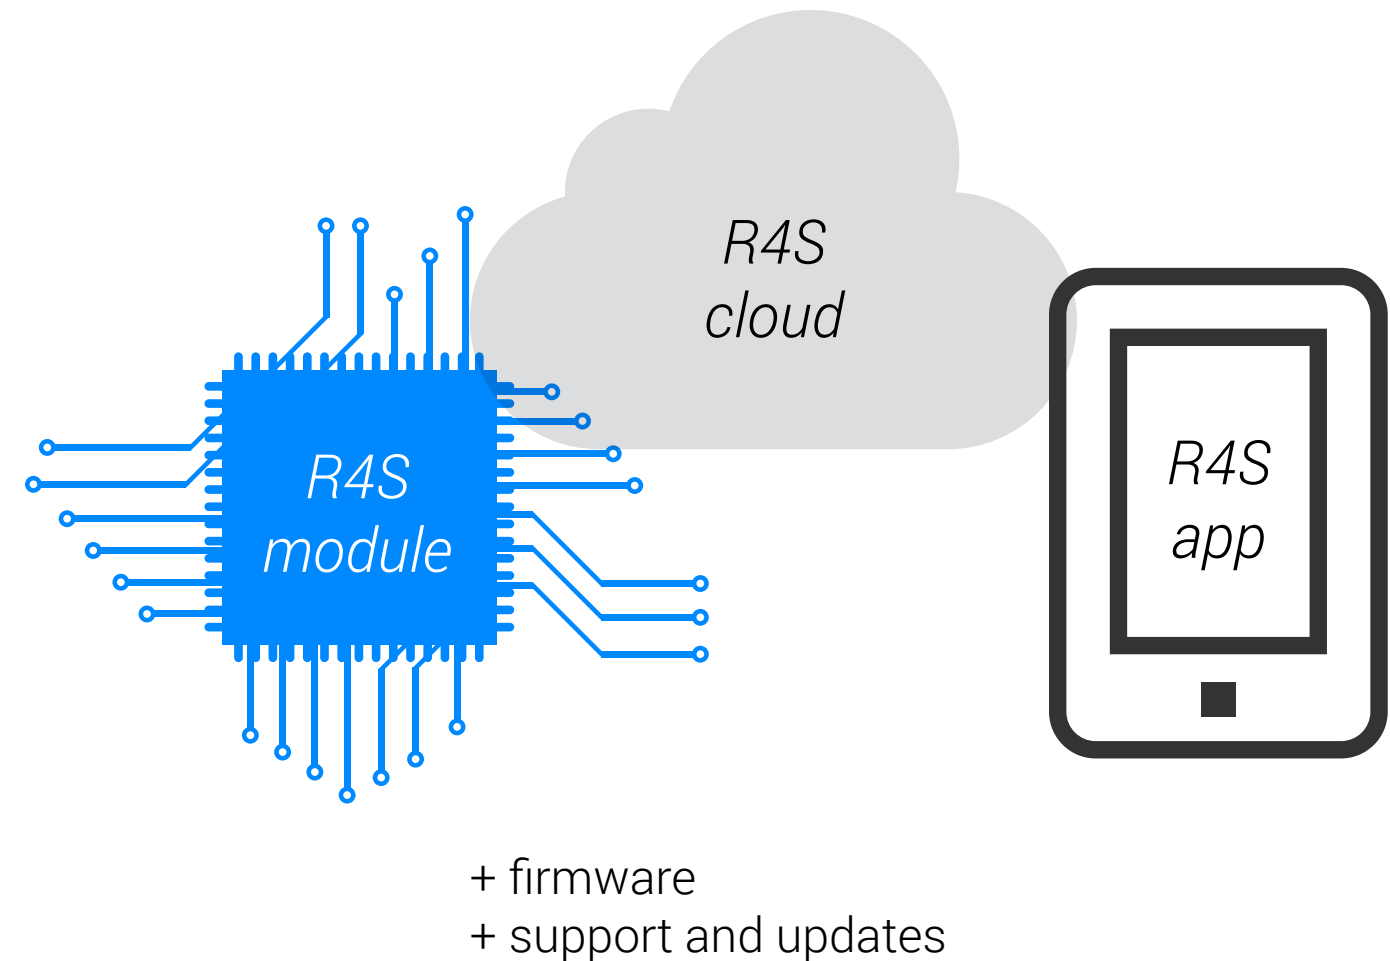 R4S
cloud
R4S
module
R4S
app
+ firmware
+ support and updates